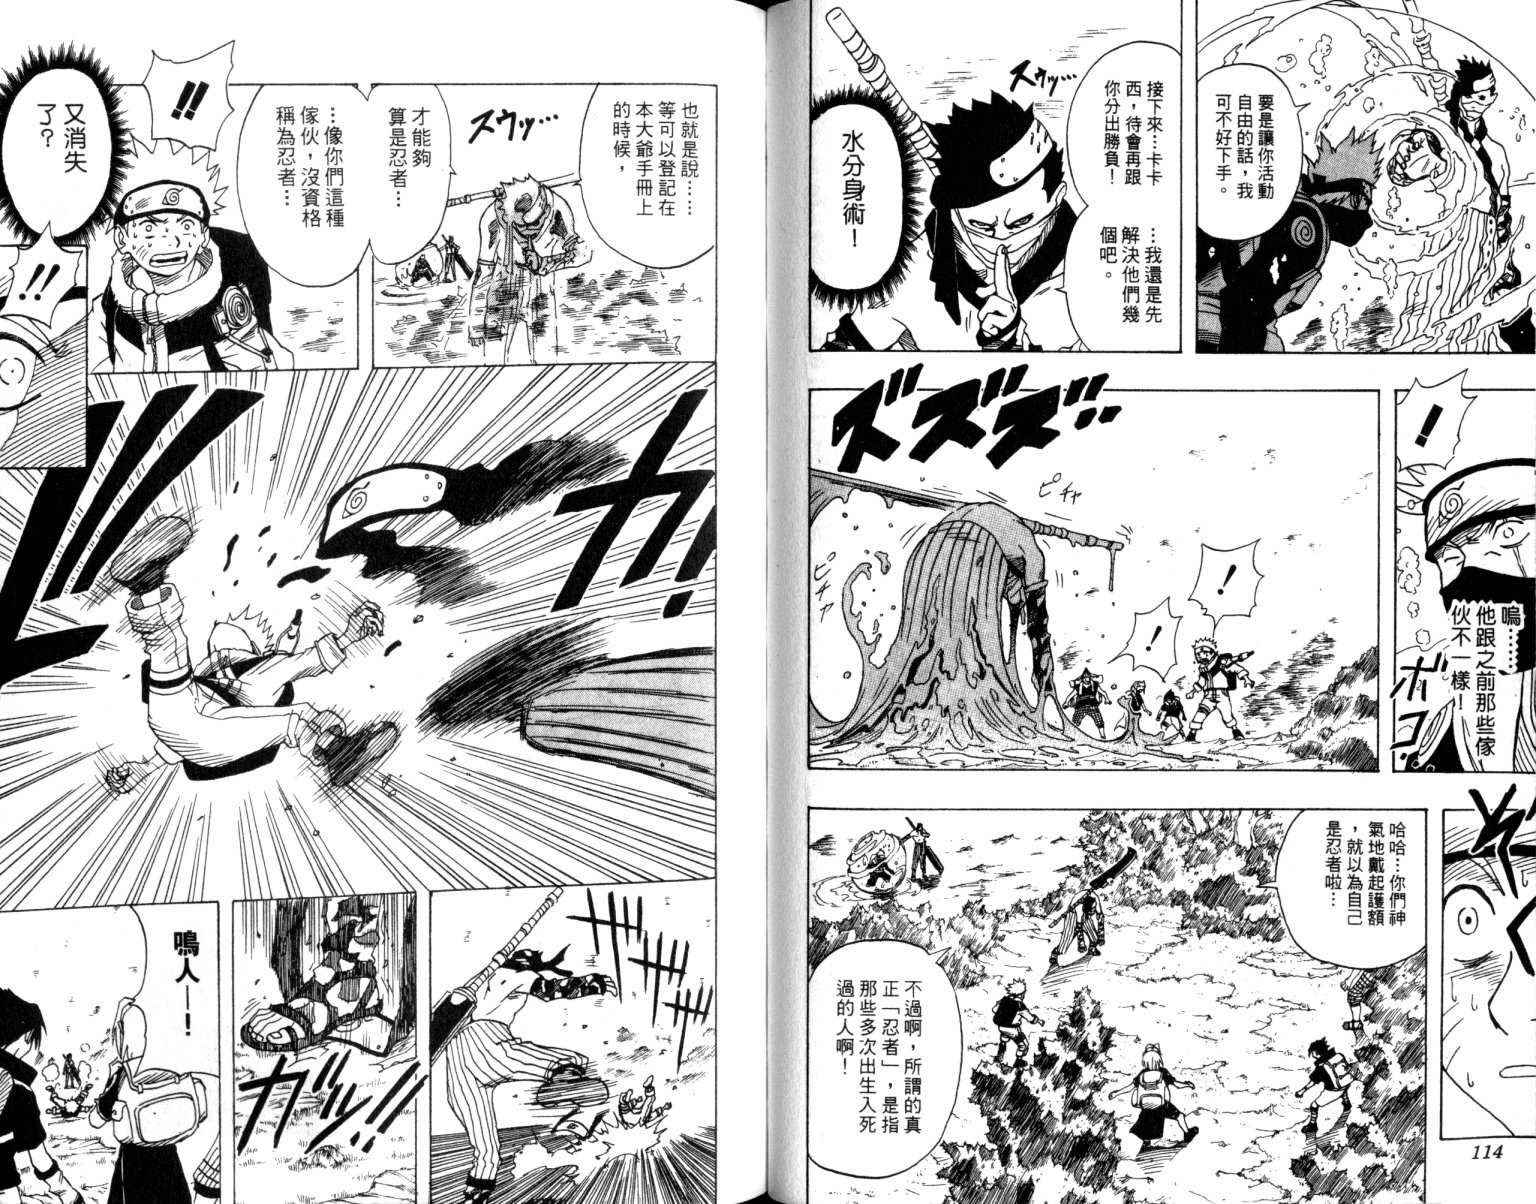 要是讓你活動
自由的話，我
可不好下手。
接下來…卡卡
西，待會再跟
你分出勝負！
…我還是先
解決他們幾
個吧。
スウッ…
水分身術！
！
嗚……
他跟之前那些傢
伙不一樣！
ボコ
ズズズ…
ピチャ
！
！
哈哈…你們神
氣地戴起護額
，就以為自己
是忍者啦…
不過啊，所謂的真
正「忍者」，是指
那些多次出生入死
過的人啊！
114
也就是說……
等可以登記在
本大爺手冊上
的時候，
スウッ…
才能夠
算是忍者…
…像你們這種
傢伙，沒資格
稱為忍者…
!!
又消失
了？
!!
ガッ!!
鳴人—！